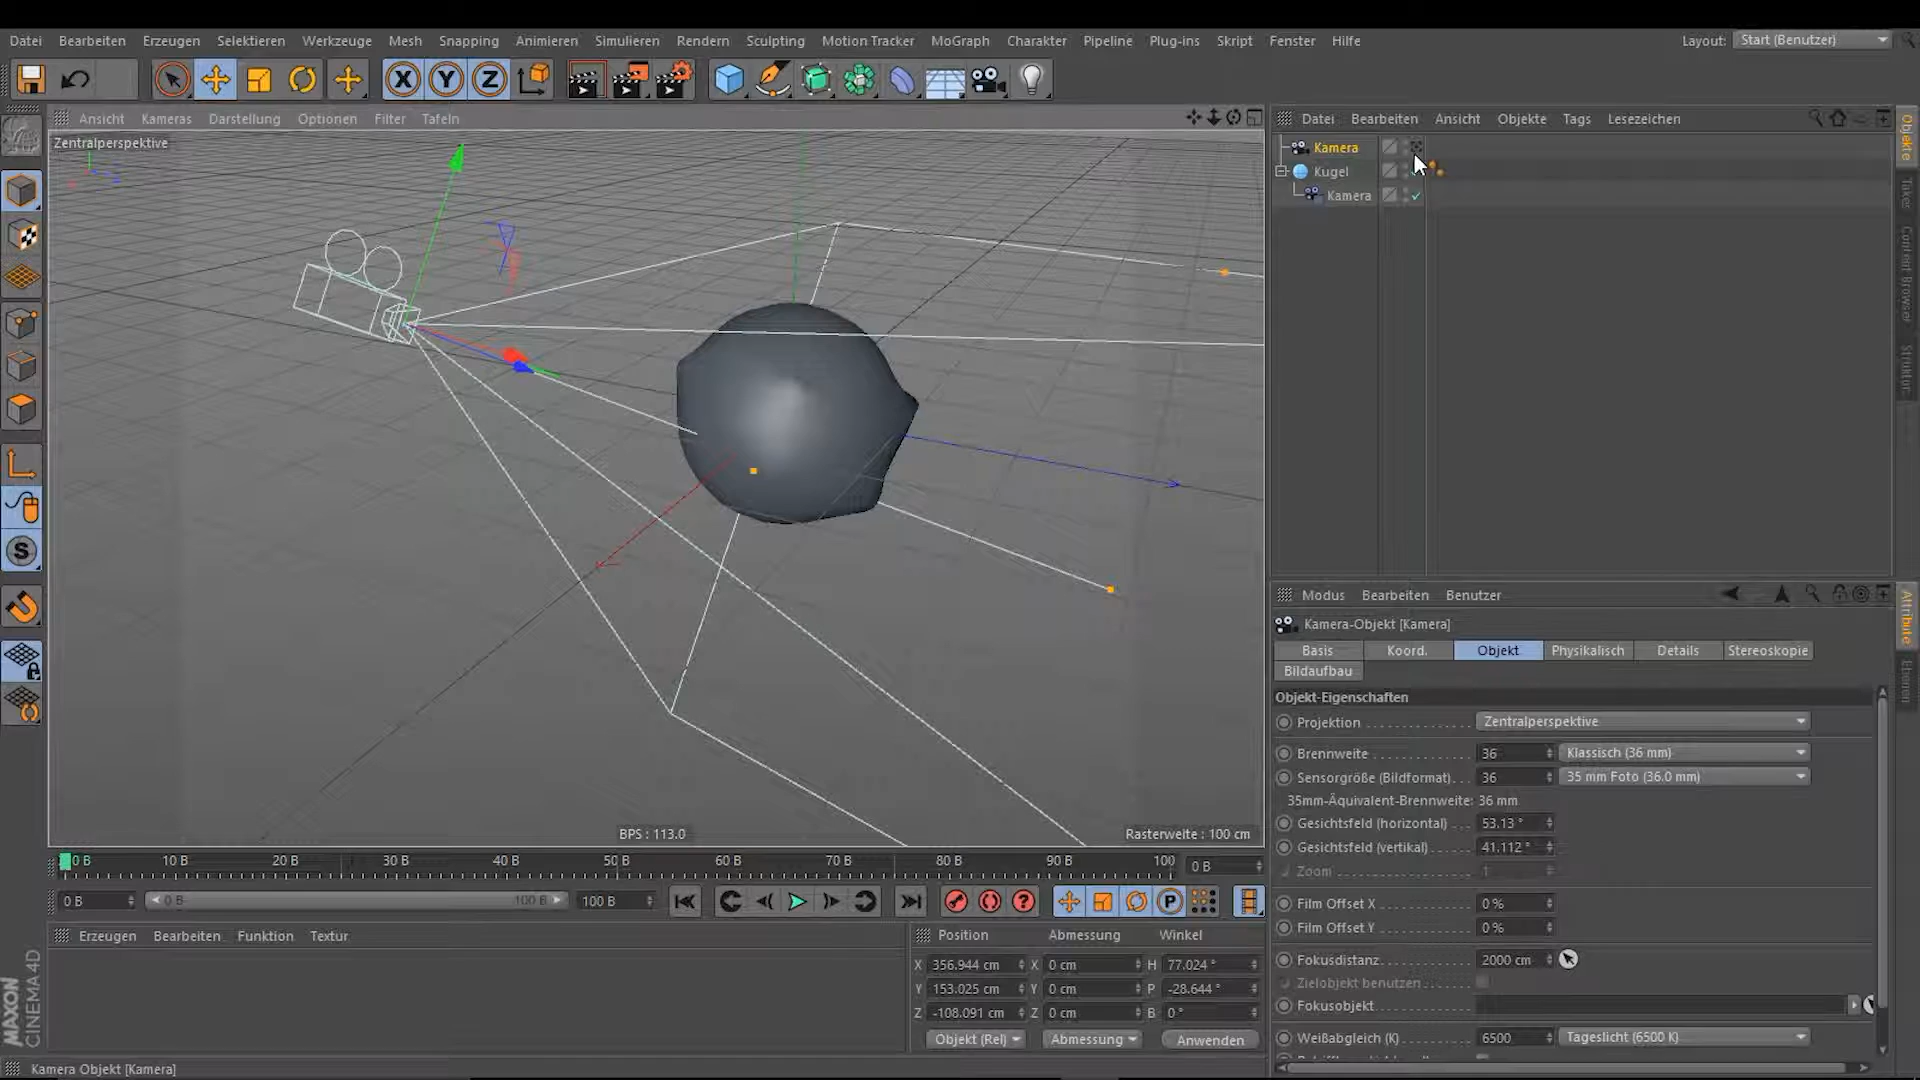 Datei Bearbeiten Erzeugen Selektieren Werkzeuge Mesh Snapping Animieren Simulieren Rendern Sculpting Motion Tracker MoGraph Charakter Pipeline Plug-ins Skript Fenster Hilfe Layout: Start (Benutzer)
X Y Z
Ansicht Kameras Darstellung Optionen Filter Tafeln
Zentralperspektive
Datei Bearbeiten Ansicht Objekte Tags Lesezeichen
Kamera
Kugel
Kamera
Objekte
Takes
Content Browser
Struktur
S
BPS : 113.0
Rasterweite : 100 cm
Modus Bearbeiten Benutzer
Kamera-Objekt [Kamera]
Basis Koord. Objekt Physikalisch Details Stereoskopie
Bildaufbau
Attribute
Ebenen
Objekt-Eigenschaften
Projektion Zentralperspektive
Brennweite 36 Klassisch (36 mm)
Sensorgröße (Bildformat) 36 35 mm Foto (36.0 mm)
35mm-Äquivalent-Brennweite: 36 mm
Gesichtsfeld (horizontal) 53.13 °
Gesichtsfeld (vertikal) 41.112 °
Zoom 1
Film Offset X 0 %
Film Offset Y 0 %
Fokusdistanz 2000 cm
Zielobjekt benutzen
Fokusobjekt
Weißabgleich (K) 6500 Tageslicht (6500 K)
0 B 10 B 20 B 30 B 40 B 50 B 60 B 70 B 80 B 90 B 100 0 B
0 B 0 B 100 B 100 B
P
Erzeugen Bearbeiten Funktion Textur
Position Abmessung Winkel
X 356.944 cm X 0 cm H 77.024 °
Y 153.025 cm Y 0 cm P -28.644 °
Z -108.091 cm Z 0 cm B 0 °
Objekt (Rel) Abmessung Anwenden
MAXON
CINEMA 4D
Kamera Objekt [Kamera]